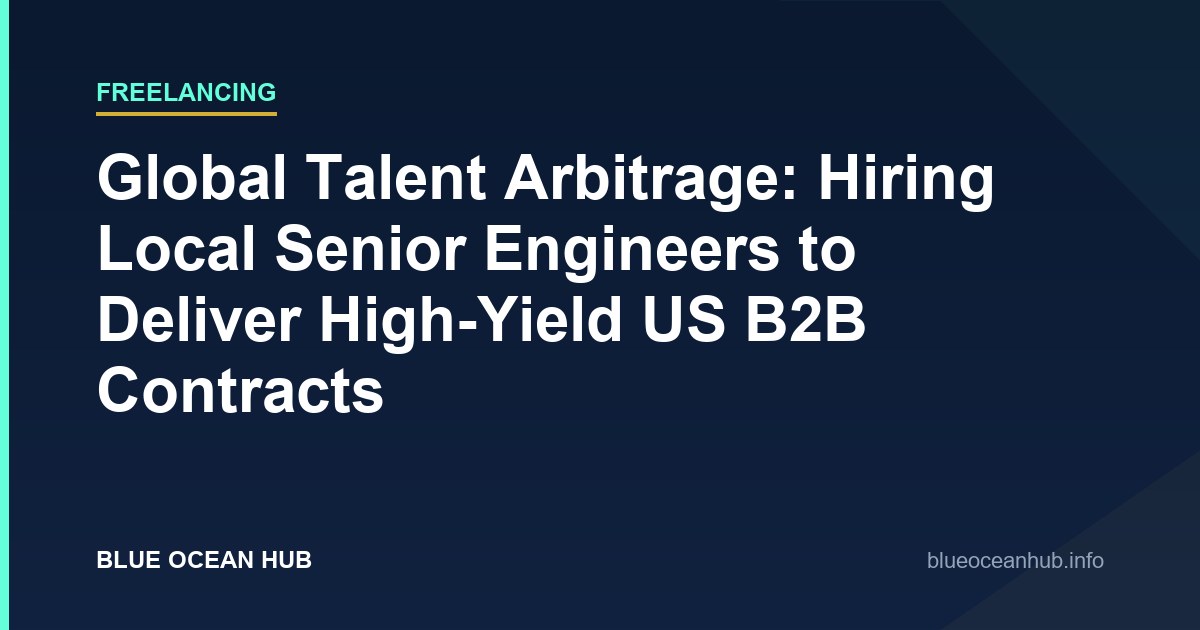 FREELANCING
Global Talent Arbitrage: Hiring
Local Senior Engineers to
Deliver High-Yield US B2B
Contracts
BLUE OCEAN HUB
blueoceanhub.info